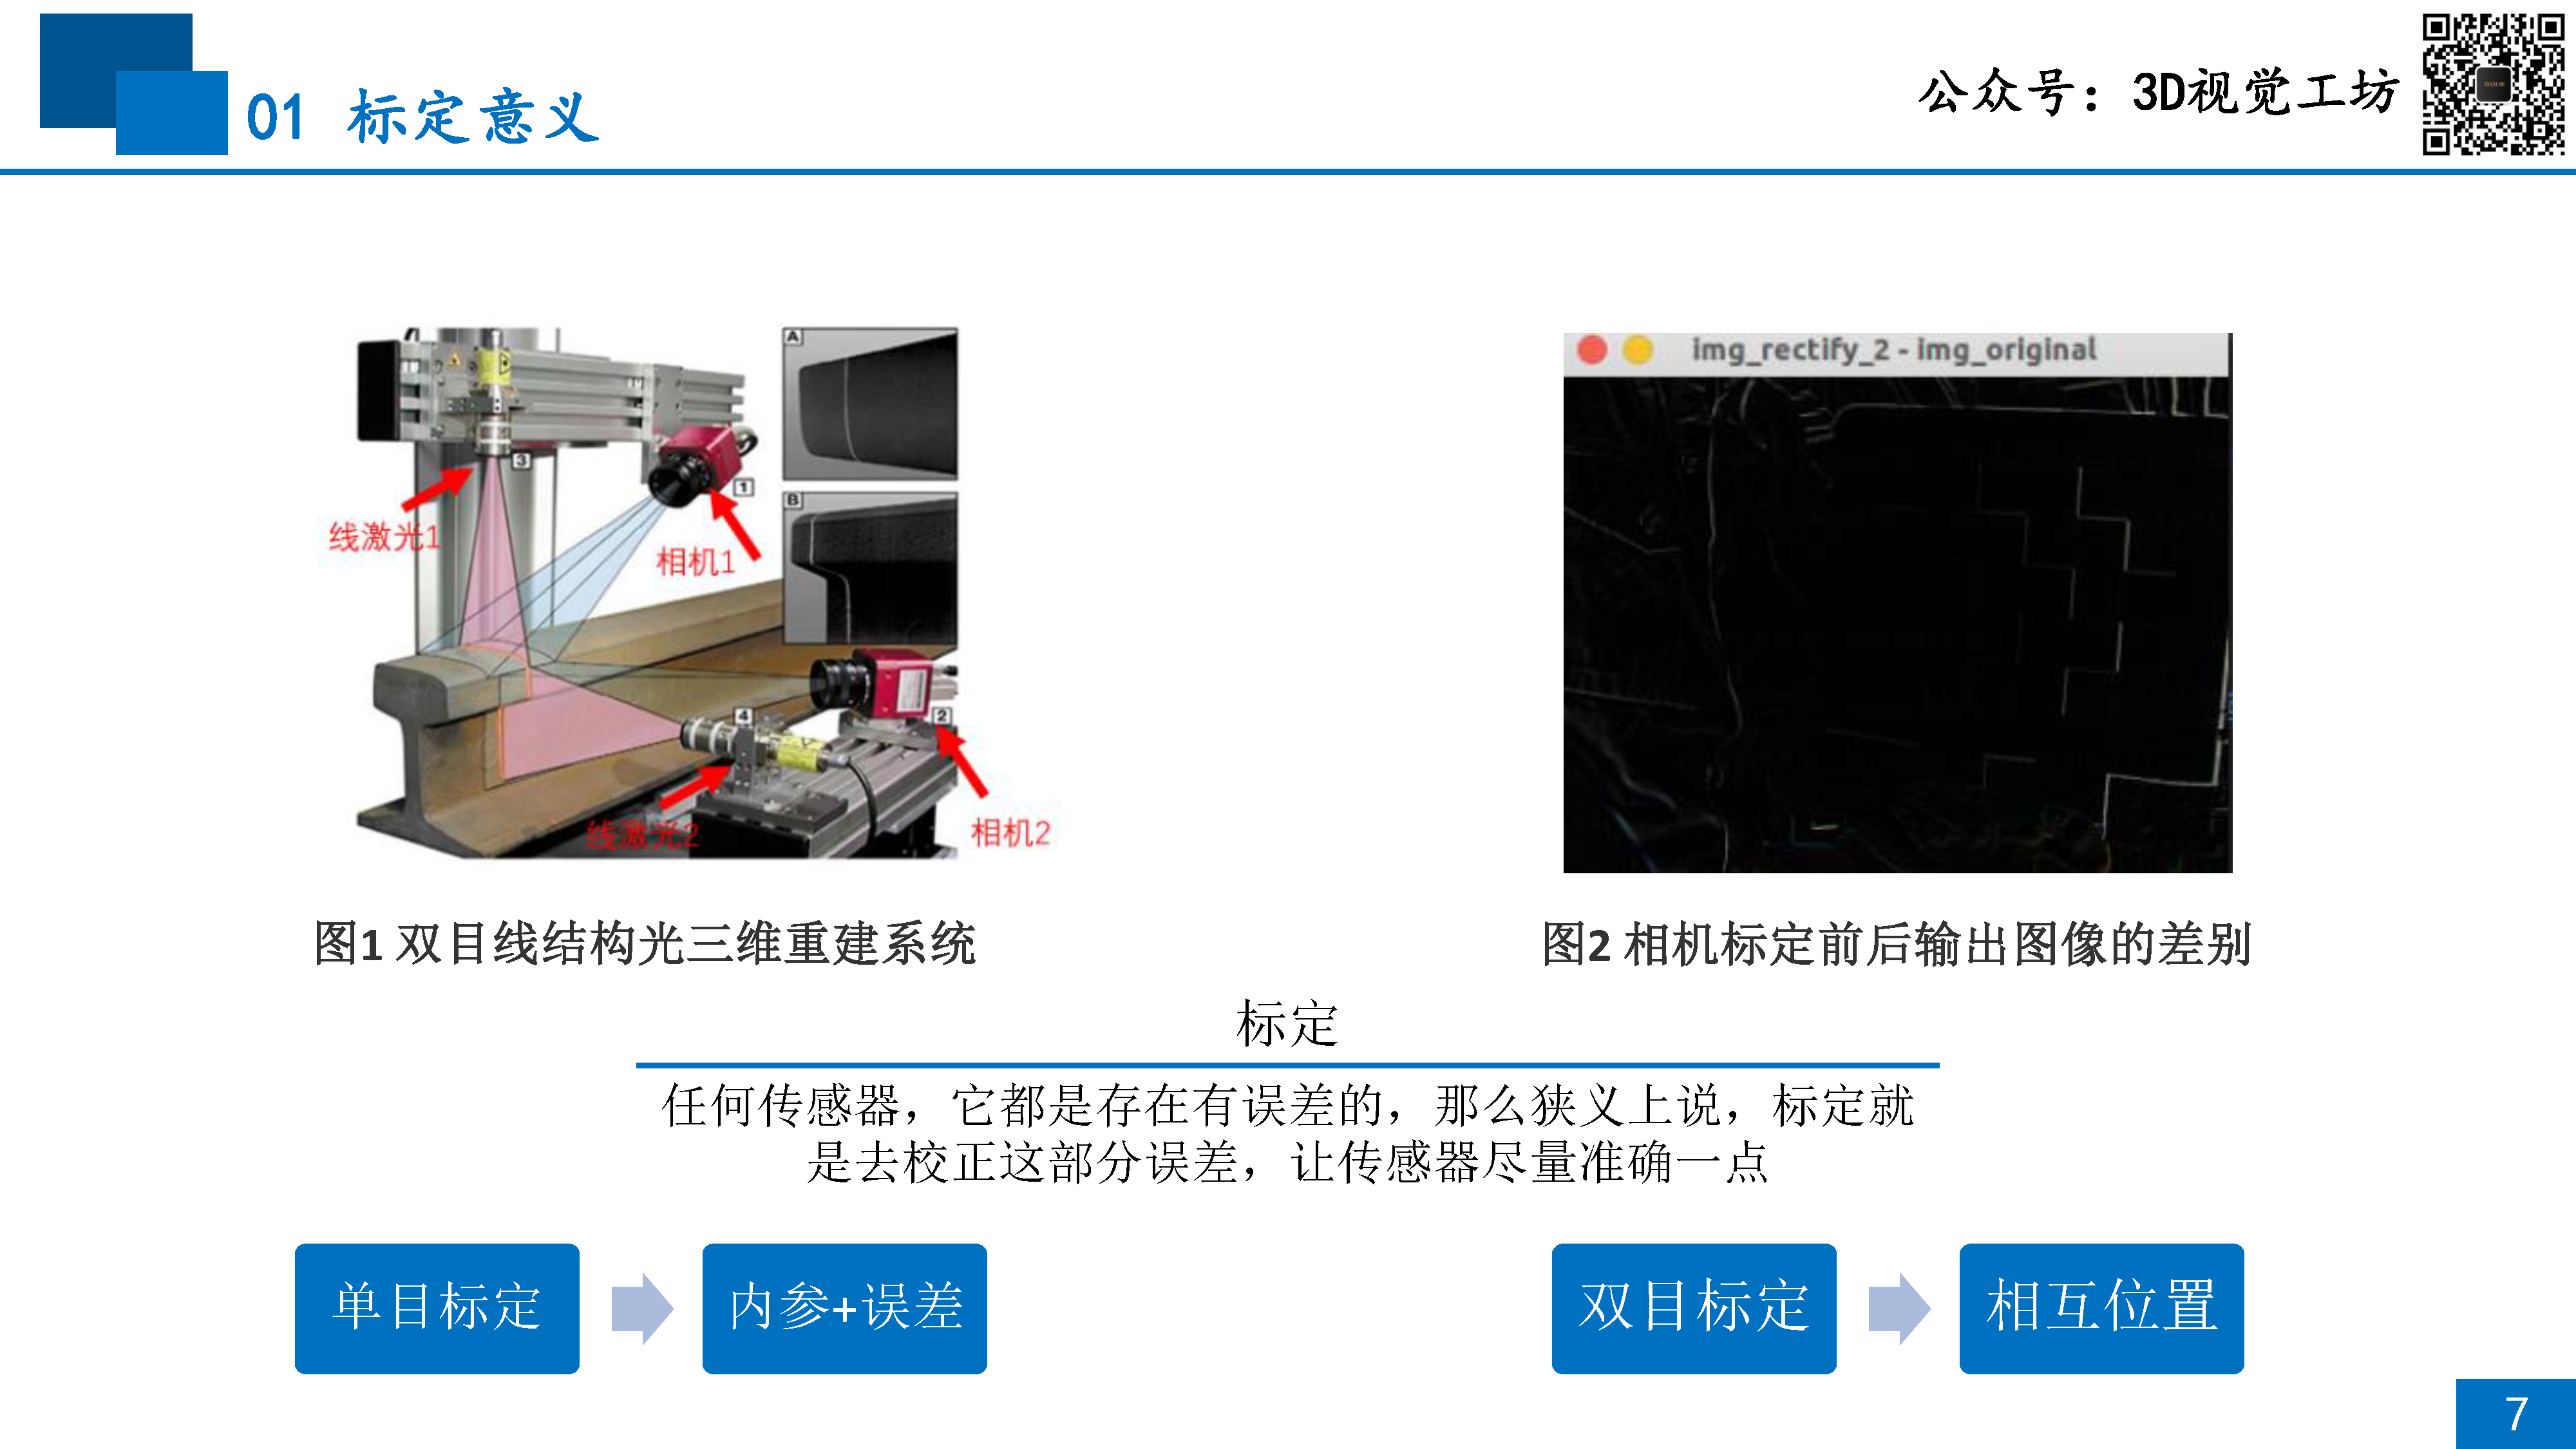 01 标定意义
公众号：3D视觉工坊
A
B
3
1
线激光1
相机1
4
2
线激光2
相机2
img_rectify_2 - img_original
图1 双目线结构光三维重建系统
图2 相机标定前后输出图像的差别
标定
任何传感器，它都是存在有误差的，那么狭义上说，标定就
是去校正这部分误差，让传感器尽量准确一点
单目标定
内参+误差
双目标定
相互位置
7